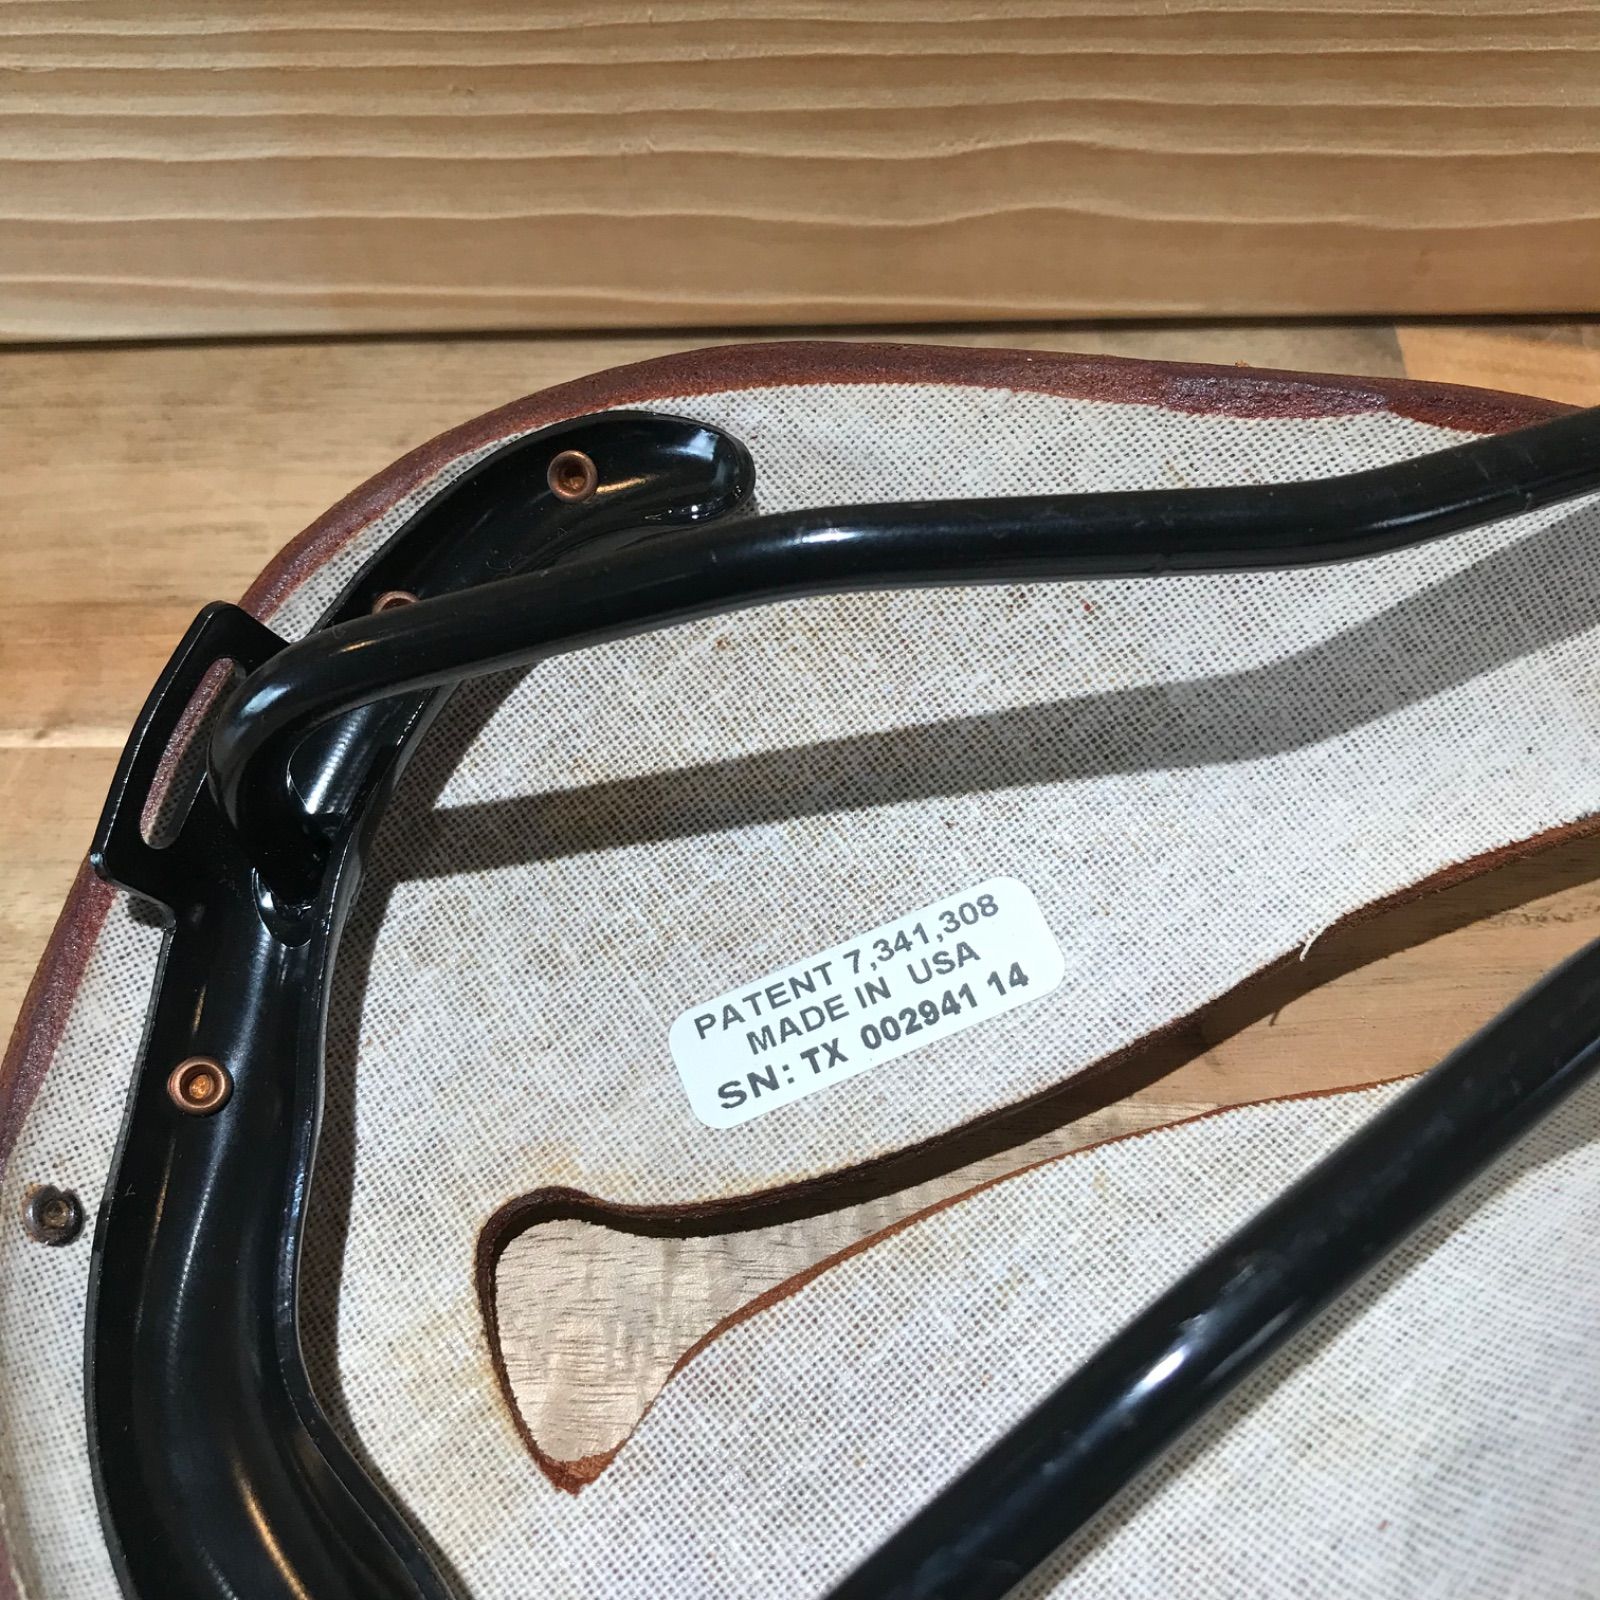 PATENT 7,341,308
MADE IN USA
SN: TX 002941 14